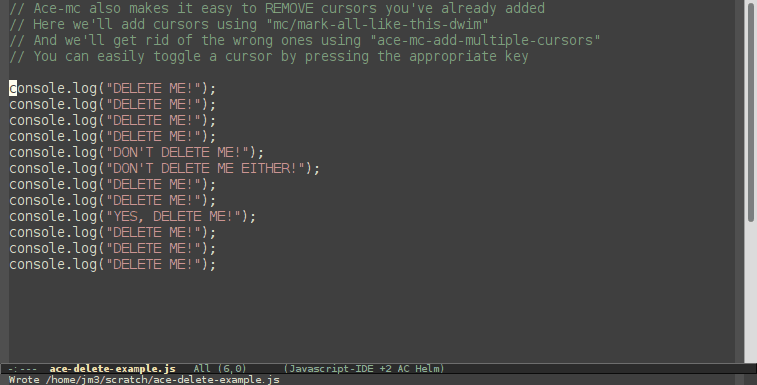 // Ace-mc also makes it easy to REMOVE cursors you've already added
// Here we'll add cursors using "mc/mark-all-like-this-dwim"
// And we'll get rid of the wrong ones using "ace-mc-add-multiple-cursors"
// You can easily toggle a cursor by pressing the appropriate key
console.log("DELETE ME!");
console.log("DELETE ME!");
console.log("DELETE ME!");
console.log("DELETE ME!");
console.log("DON'T DELETE ME!");
console.log("DON'T DELETE ME EITHER!");
console.log("DELETE ME!");
console.log("DELETE ME!");
console.log("YES, DELETE ME!");
console.log("DELETE ME!");
console.log("DELETE ME!");
console.log("DELETE ME!");
-:--- ace-delete-example.js All (6,0) (Javascript-IDE +2 AC Helm)
Wrote /home/jm3/scratch/ace-delete-example.js